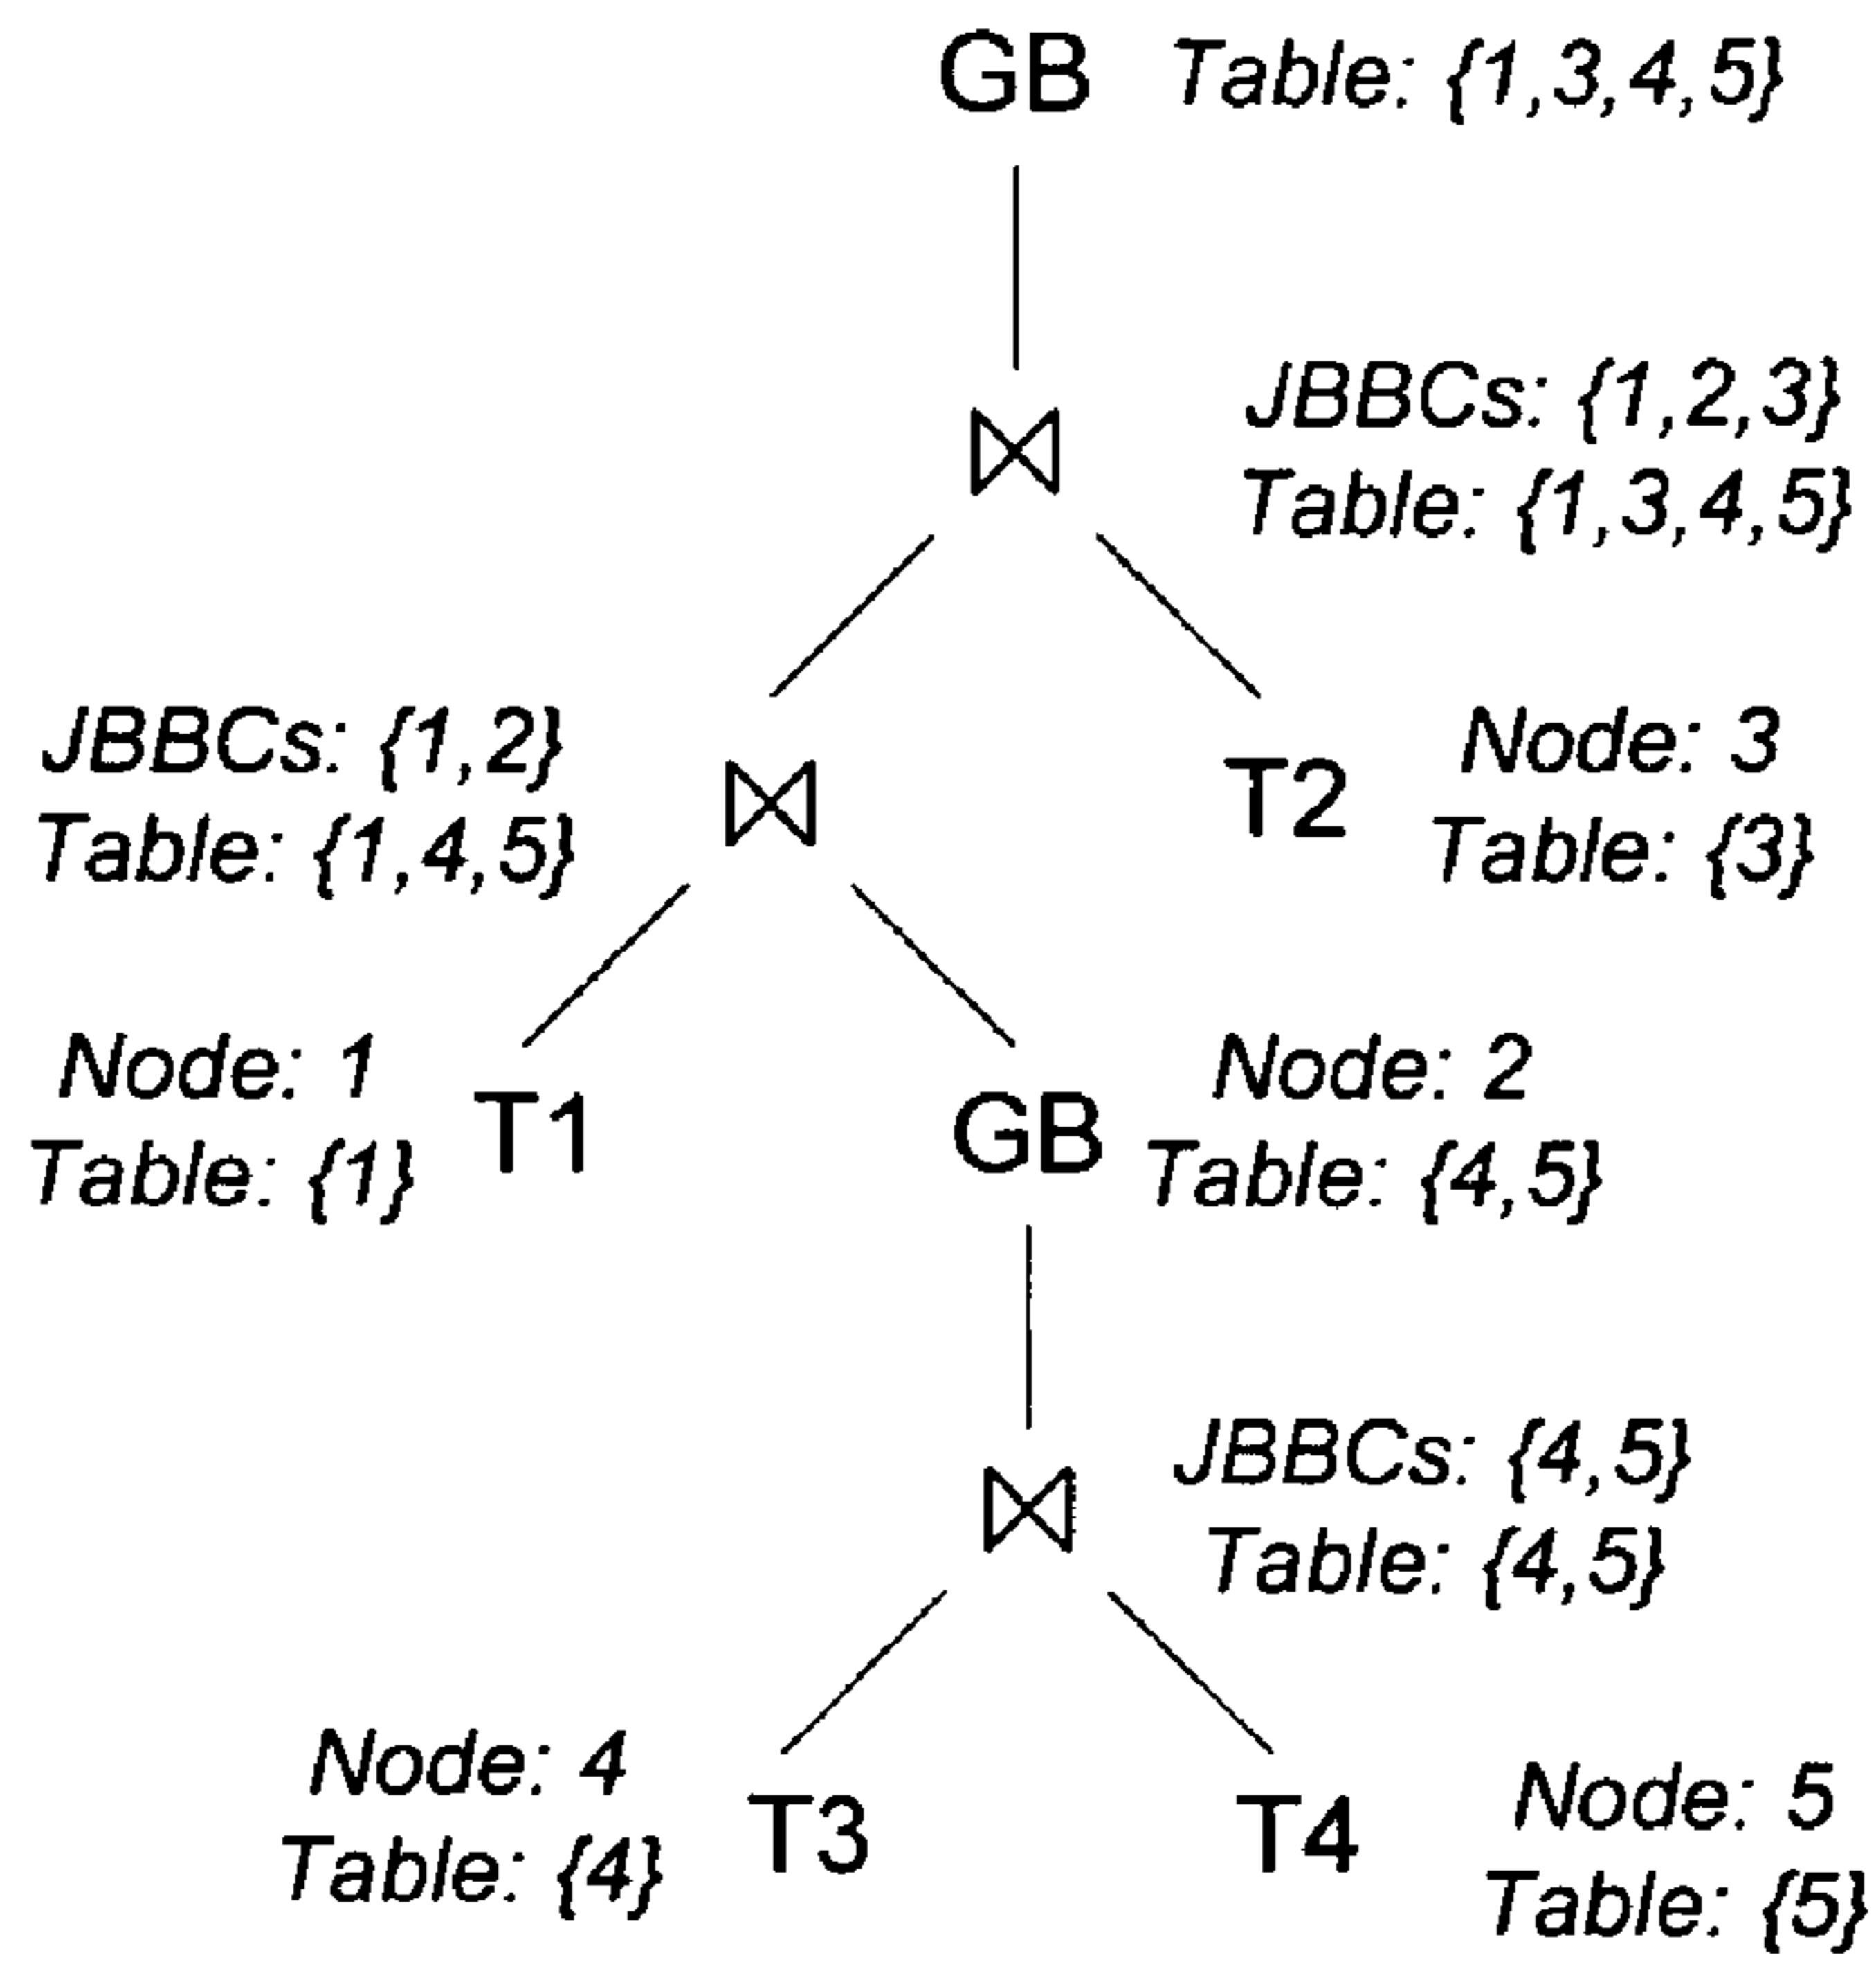 GB Table: {1,3,4,5}
JBBCs: {1,2,3}
Table: {1,3,4,5}
JBBCs: {1,2}
Table: {1,4,5}
T2
Node: 3
Table: {3}
Node: 1
Table: {1}
T1
GB
Node: 2
Table: {4,5}
JBBCs: {4,5}
Table: {4,5}
Node: 4
Table: {4}
T3
T4
Node: 5
Table: {5}